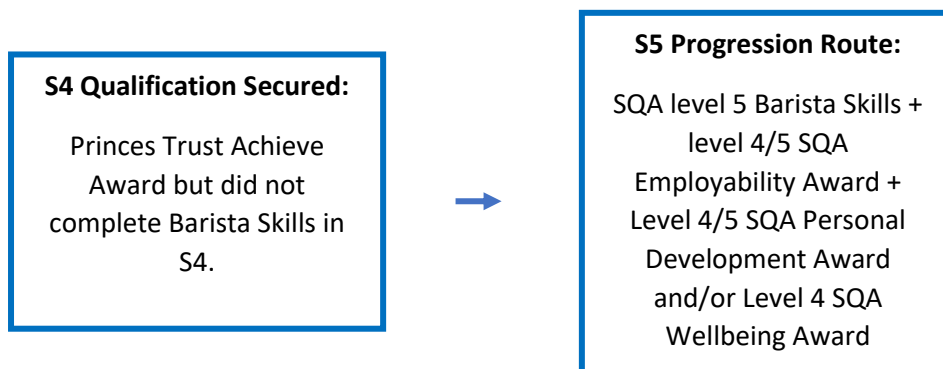 S4 Qualification Secured:
Princes Trust Achieve
Award but did not
complete Barista Skills in
S4.
S5 Progression Route:
SQA level 5 Barista Skills +
level 4/5 SQA
Employability Award +
Level 4/5 SQA Personal
Development Award
and/or Level 4 SQA
Wellbeing Award